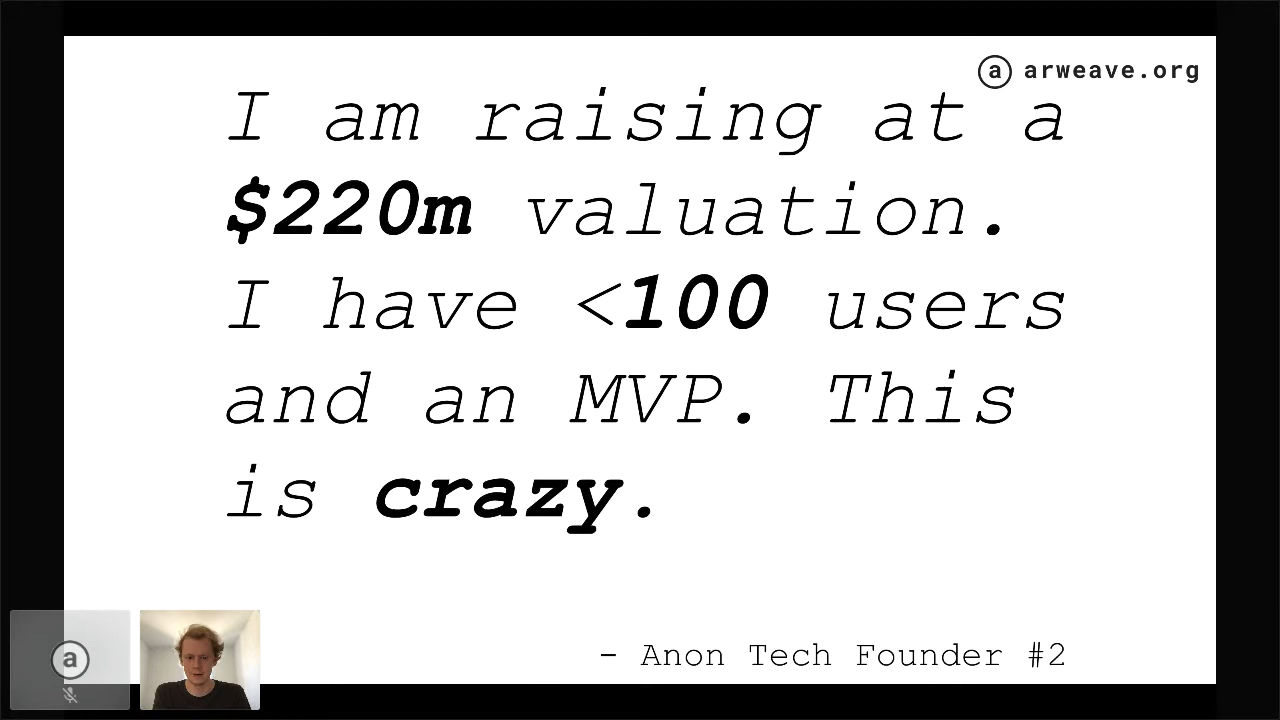 a arweave.org
I am raising at a
$220m valuation.
I have <100 users
and an MVP. This
is crazy.
- Anon Tech Founder #2
a